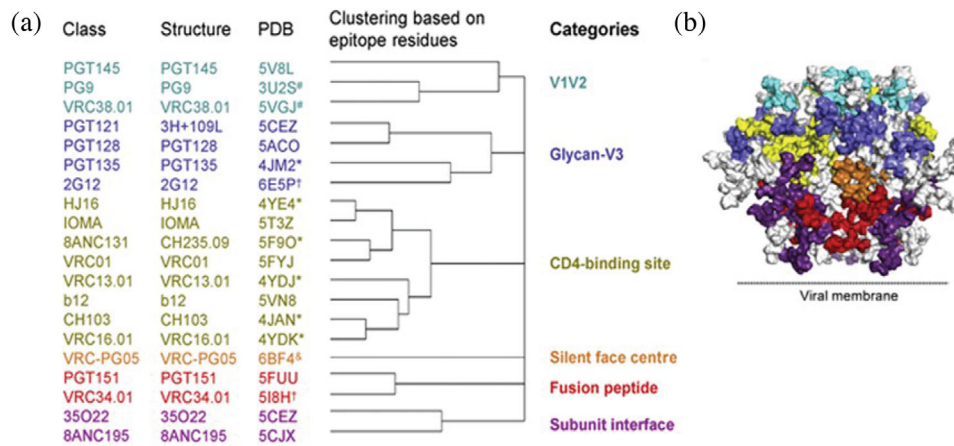 (a)
Class Structure PDB Clustering based on epitope residues Categories
PGT145 PGT145 5V8L
PG9 PG9 3U2S#
VRC38.01 VRC38.01 5VGJ#
V1V2
PGT121 3H+109L 5CEZ
PGT128 PGT128 5ACO
PGT135 PGT135 4JM2*
2G12 2G12 6E5P†
Glycan-V3
HJ16 HJ16 4YE4*
IOMA IOMA 5T3Z
8ANC131 CH235.09 5F9O*
VRC01 VRC01 5FYJ
VRC13.01 VRC13.01 4YDJ*
b12 b12 5VN8
CH103 CH103 4JAN*
VRC16.01 VRC16.01 4YDK*
CD4-binding site
VRC-PG05 VRC-PG05 6BF4&
Silent face centre
PGT151 PGT151 5FUU
VRC34.01 VRC34.01 5I8H†
Fusion peptide
35O22 35O22 5CEZ
8ANC195 8ANC195 5CJX
Subunit interface
(b)
Viral membrane